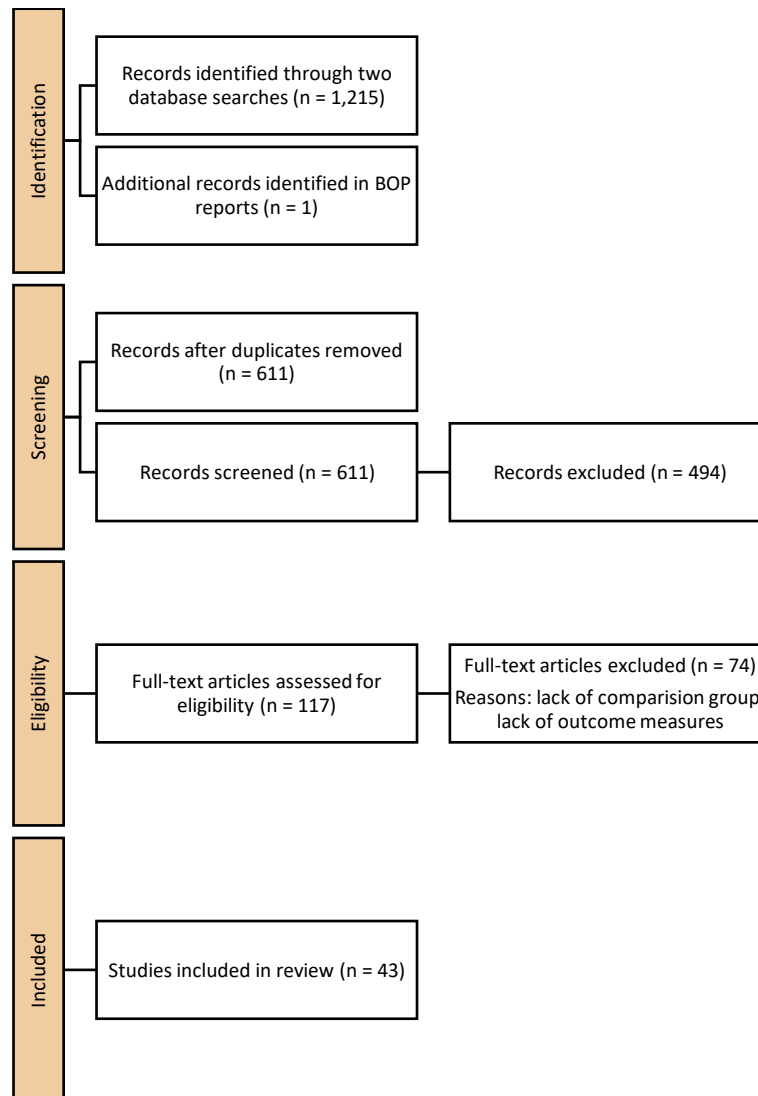 Identification
Records identified through two
database searches (n = 1,215)
Additional records identified in BOP
reports (n = 1)
Screening
Records after duplicates removed
(n = 611)
Records screened (n = 611)
Records excluded (n = 494)
Eligibility
Full-text articles assessed for
eligibility (n = 117)
Full-text articles excluded (n = 74)
Reasons: lack of comparision group
lack of outcome measures
Included
Studies included in review (n = 43)